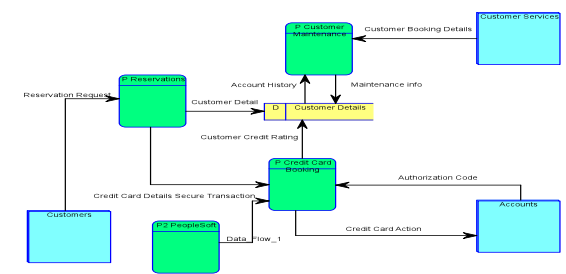 Customer Services
P Customer
Maintenance
Customer Booking Details
P Reservations
Account History
Maintenance info
Reservation Request
Customer Detail
D Customer Details
Customer Credit Rating
P Credit Card
Booking
Authorization Code
Credit Card Details Secure Transaction
Customers
Accounts
P2 PeopleSoft
Data_Flow_1
Credit Card Action